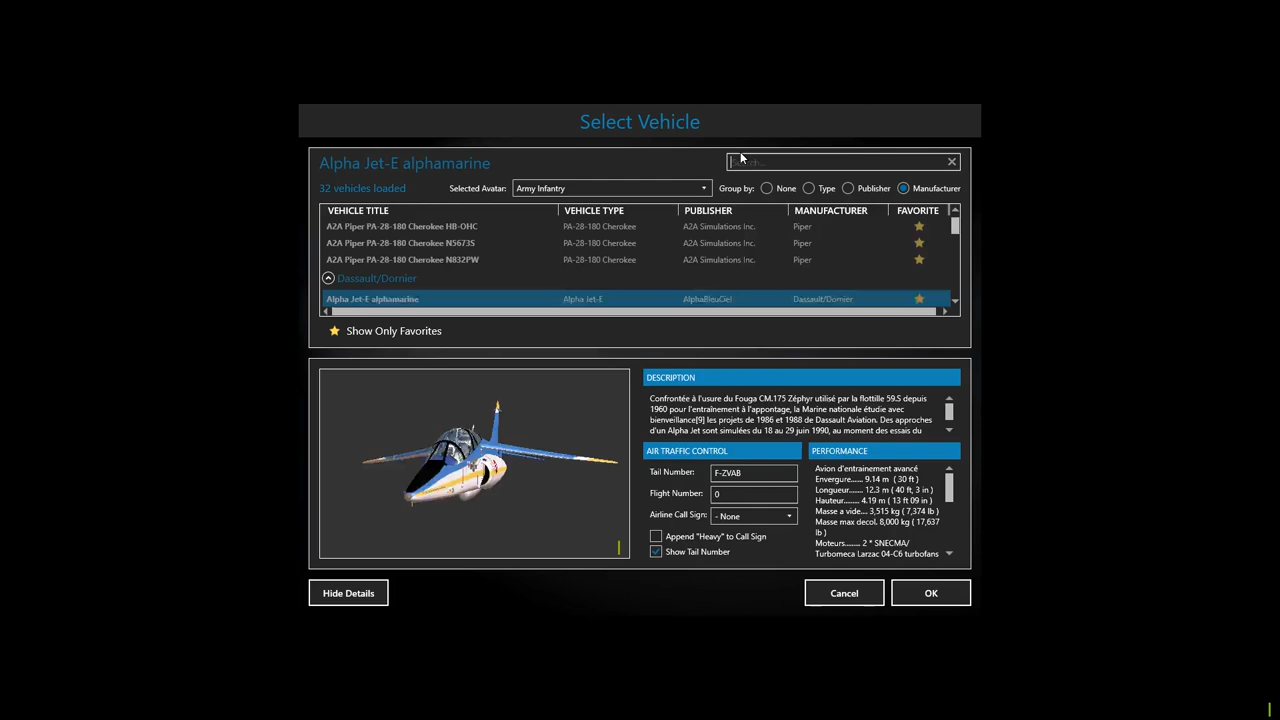 Select Vehicle
Alpha Jet-E alphamarine
32 vehicles loaded
Selected Avatar: Army Infantry
Group by: None Type Publisher Manufacturer
VEHICLE TITLE VEHICLE TYPE PUBLISHER MANUFACTURER FAVORITE
A2A Piper PA-28-180 Cherokee HB-OHC PA-28-180 Cherokee A2A Simulations Inc. Piper
A2A Piper PA-28-180 Cherokee N5673S PA-28-180 Cherokee A2A Simulations Inc. Piper
A2A Piper PA-28-180 Cherokee N832PW PA-28-180 Cherokee A2A Simulations Inc. Piper
Dassault/Dornier
Alpha Jet-E alphamarine Alpha Jet-E AlphaBleuCiel Dassault/Dornier
Show Only Favorites
DESCRIPTION
Confrontée à l'usure du Fouga CM.175 Zéphyr utilisé par la flottille 59.S depuis
1960 pour l'entraînement à l'appontage, la Marine nationale étudie avec
bienveillance[9] les projets de 1986 et 1988 de Dassault Aviation. Des approches
d'un Alpha Jet sont simulées du 18 au 29 juin 1990, au moment des essais du
AIR TRAFFIC CONTROL
Tail Number: F-ZVAB
Flight Number: 0
Airline Call Sign: - None
Append "Heavy" to Call Sign
Show Tail Number
PERFORMANCE
Avion d'entrainement avancé
Envergure.... 9.14 m ( 30 ft )
Longueur....... 12.3 m ( 40 ft, 3 in )
Hauteur....... 4.19 m ( 13 ft 09 in )
Masse a vide.... 3,515 kg ( 7,374 lb )
Masse max decol. 8,000 kg ( 17,637
lb )
Moteurs....... 2 * SNECMA/
Turbomeca Larzac 04-C6 turbofans
Hide Details
Cancel
OK